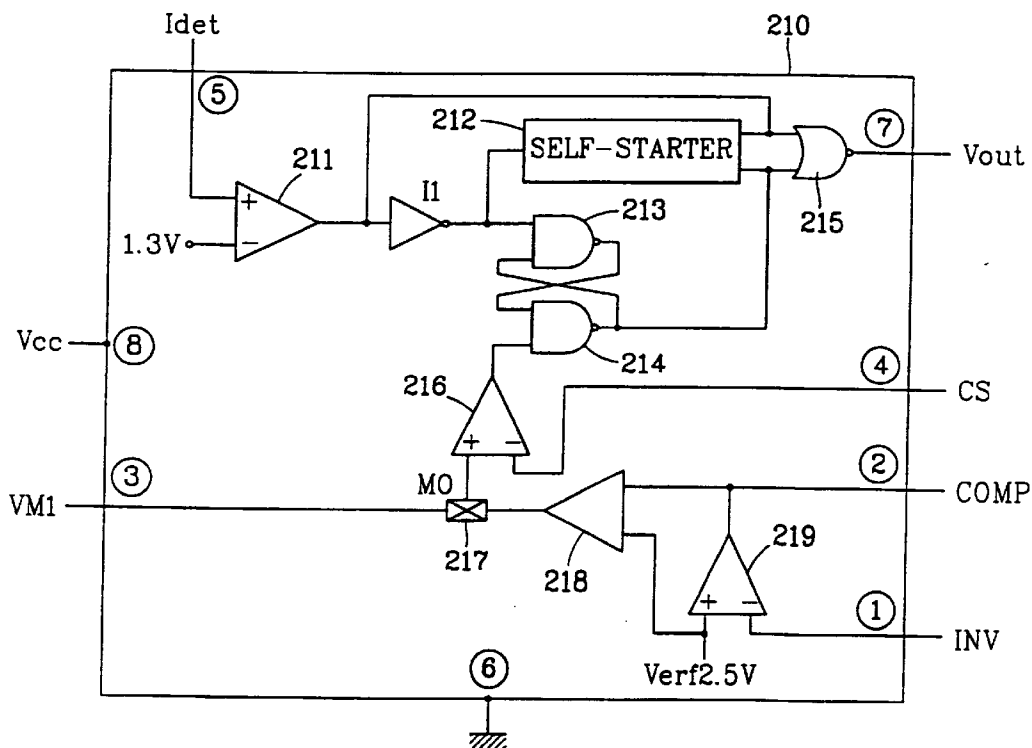 Idet
210
5
212
7
SELF-STARTER
Vout
211
I1
213
215
+
1.3V
−
Vcc
8
214
4
216
CS
+ −
3
2
MO
VM1
COMP
217
219
218
+ −
1
INV
Verf2.5V
6